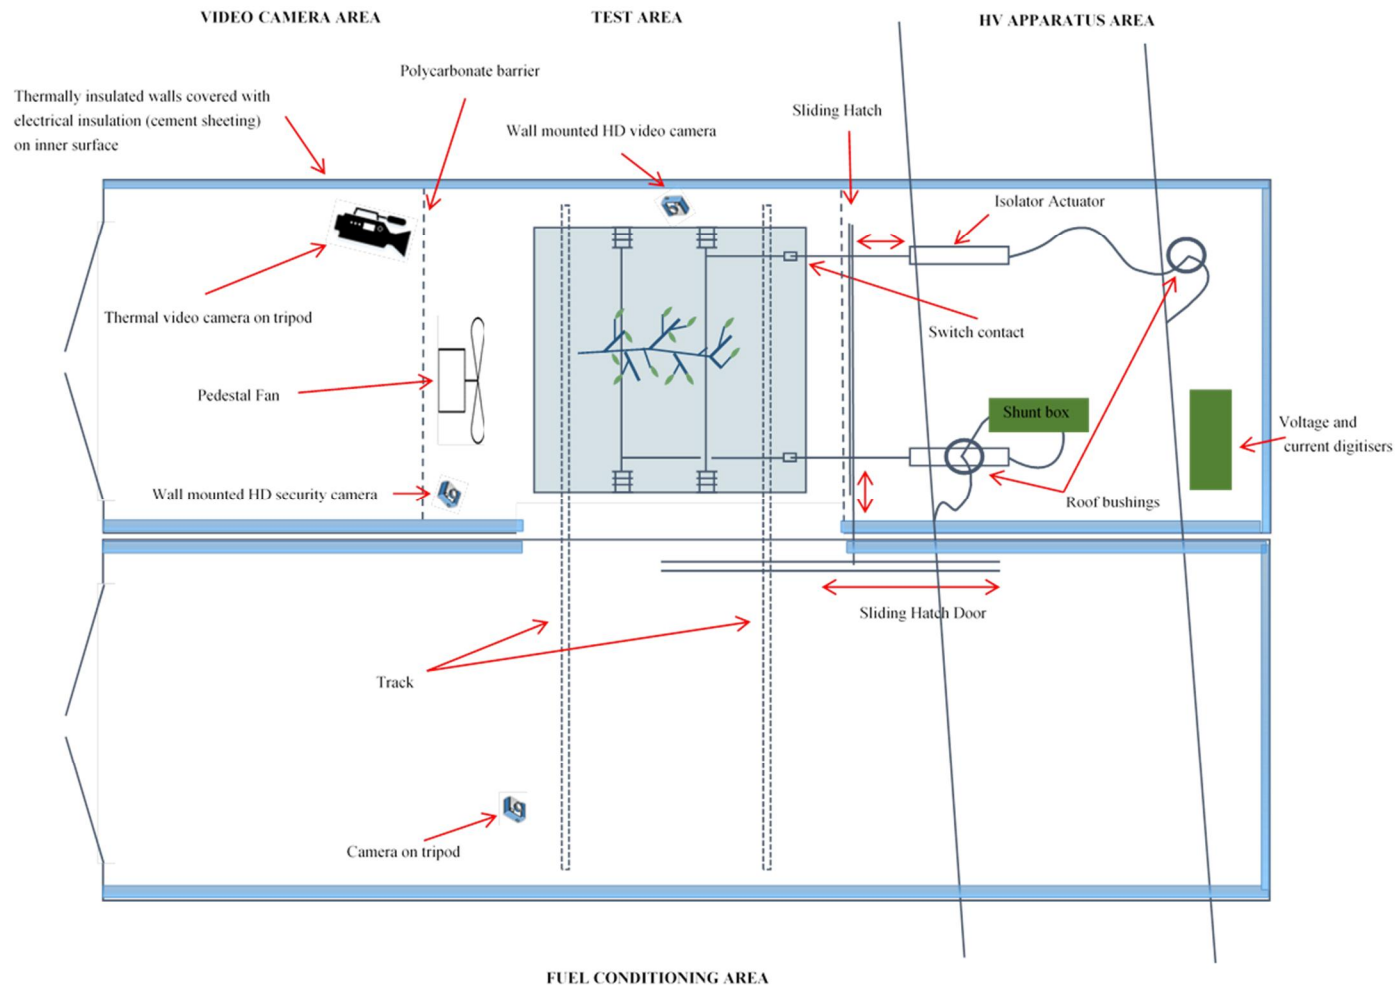 VIDEO CAMERA AREA
TEST AREA
HV APPARATUS AREA
Polycarbonate barrier
Thermally insulated walls covered with
electrical insulation (cement sheeting)
on inner surface
Wall mounted HD video camera
Sliding Hatch
Isolator Actuator
Thermal video camera on tripod
Switch contact
Pedestal Fan
Shunt box
Voltage and
current digitisers
Wall mounted HD security camera
Roof bushings
Sliding Hatch Door
Track
Camera on tripod
FUEL CONDITIONING AREA